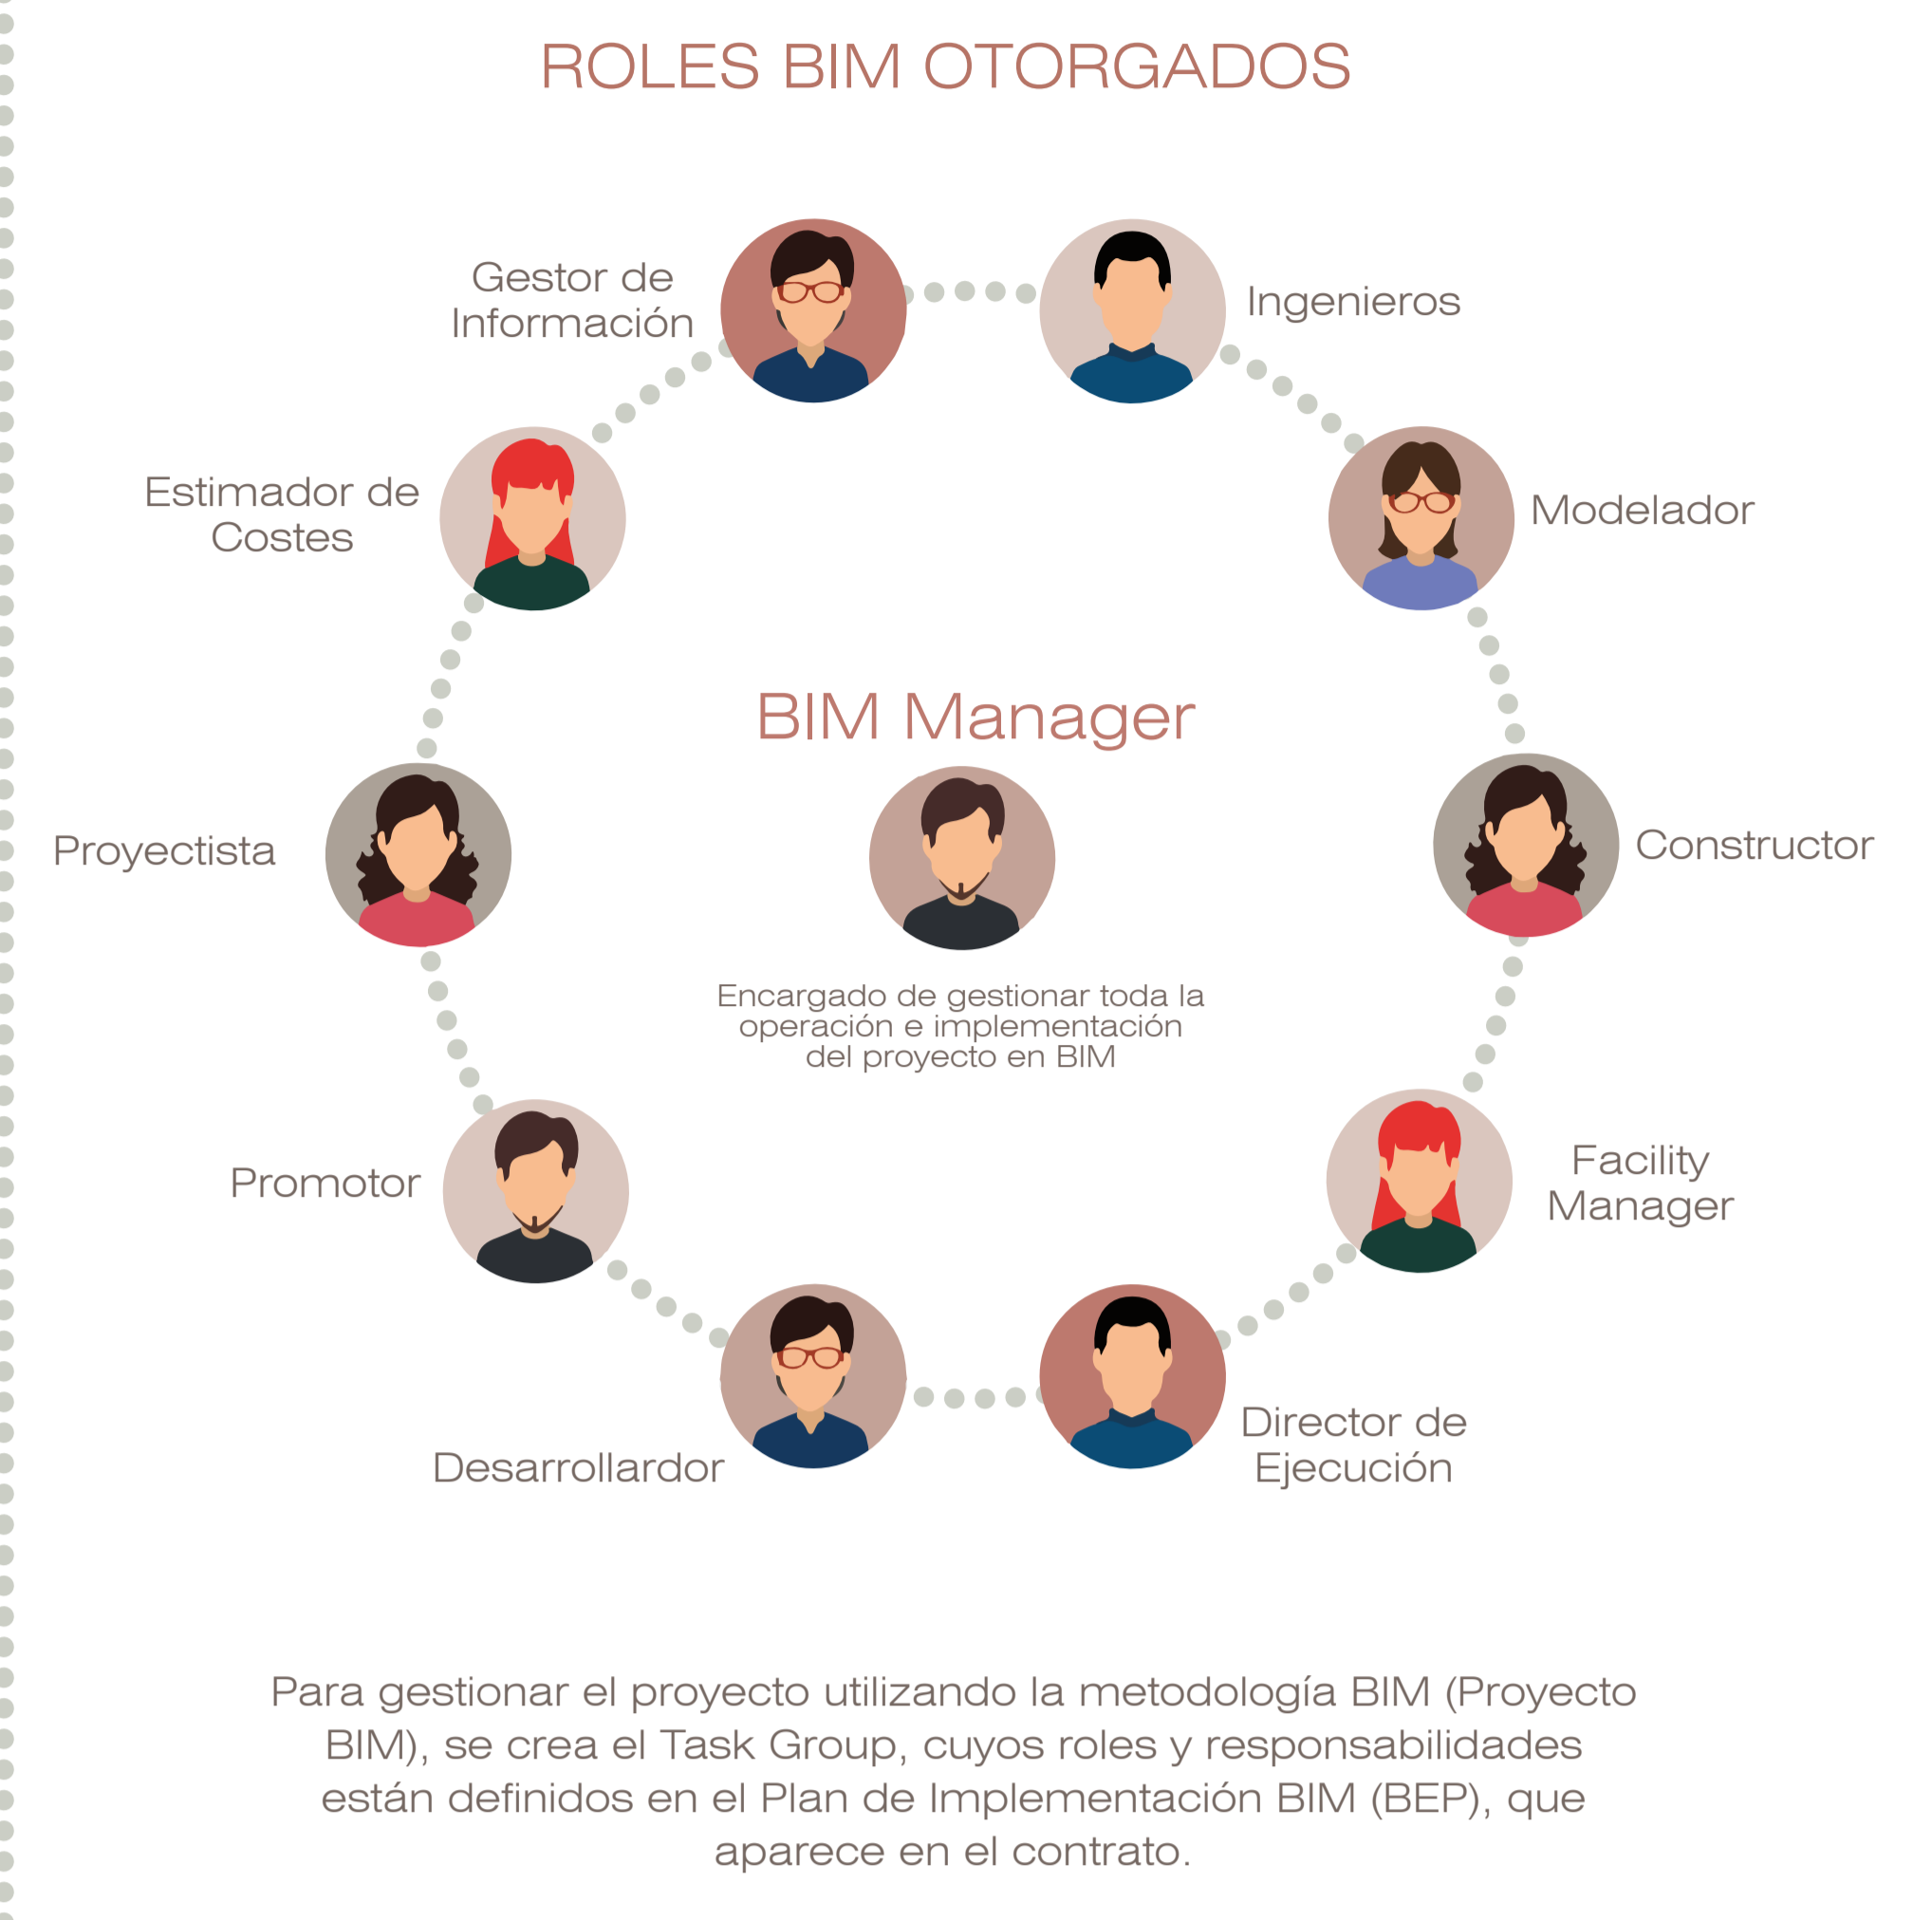 ROLES BIM OTORGADOS
Gestor de
Información
Ingenieros
Estimador de
Costes
Modelador
BIM Manager
Proyectista
Constructor
Encargado de gestionar toda la
operación e implementación
del proyecto en BIM
Promotor
Facility
Manager
Desarrollardor
Director de
Ejecución
Para gestionar el proyecto utilizando la metodología BIM (Proyecto
BIM), se crea el Task Group, cuyos roles y responsabilidades
están definidos en el Plan de Implementación BIM (BEP), que
aparece en el contrato.